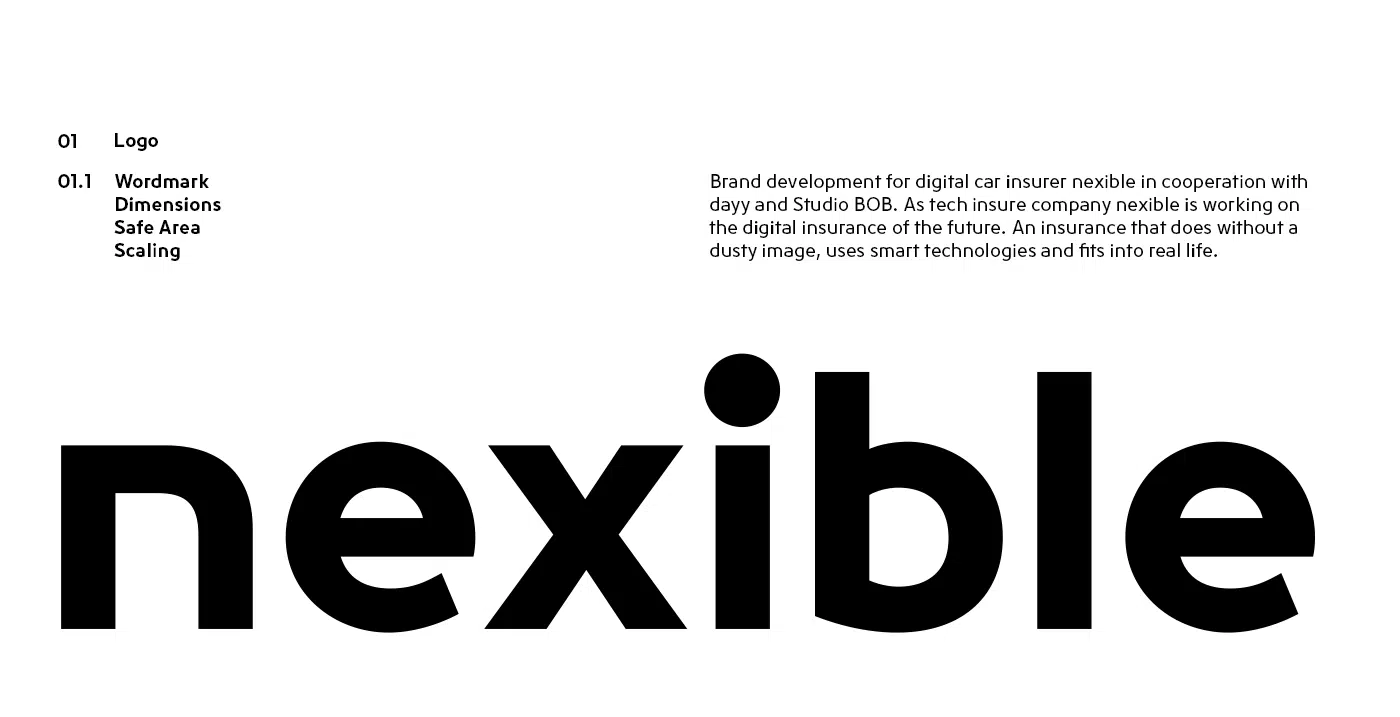 01 Logo
01.1 Wordmark
Dimensions
Safe Area
Scaling
Brand development for digital car insurer nexible in cooperation with
dayy and Studio BOB. As tech insure company nexible is working on
the digital insurance of the future. An insurance that does without a
dusty image, uses smart technologies and fits into real life.
nexible